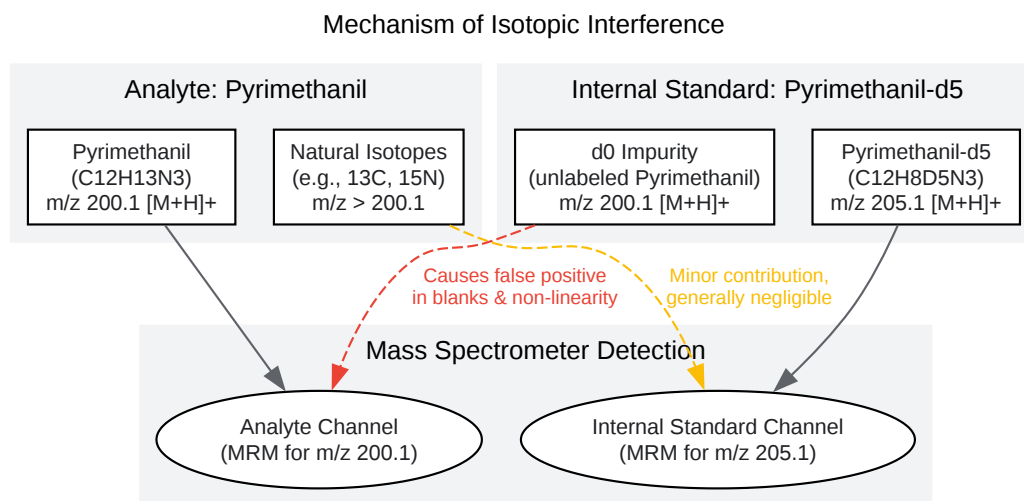 Mechanism of Isotopic Interference
Analyte: Pyrimethanil
Internal Standard: Pyrimethanil-d5
Pyrimethanil
(C12H13N3)
m/z 200.1 [M+H]+
Natural Isotopes
(e.g., 13C, 15N)
m/z > 200.1
d0 Impurity
(unlabeled Pyrimethanil)
m/z 200.1 [M+H]+
Pyrimethanil-d5
(C12H8D5N3)
m/z 205.1 [M+H]+
Causes false positive
in blanks & non-linearity
Minor contribution,
generally negligible
Mass Spectrometer Detection
Analyte Channel
(MRM for m/z 200.1)
Internal Standard Channel
(MRM for m/z 205.1)